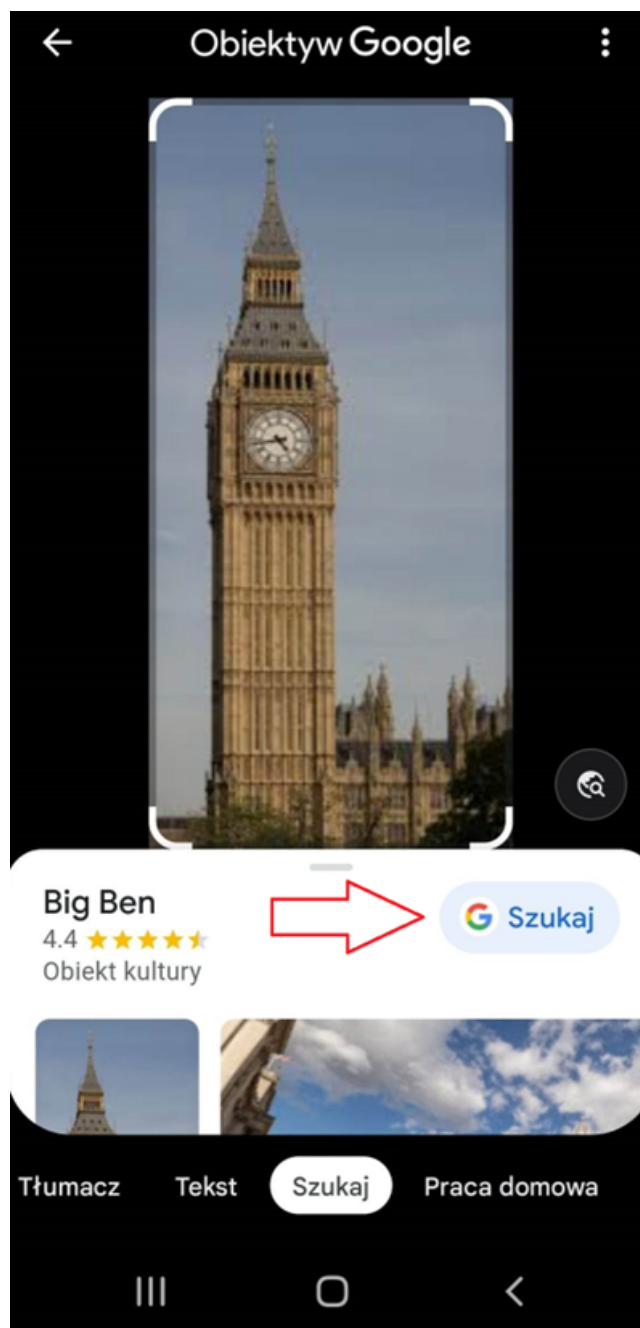 Obiektyw Google
Big Ben
G Szukaj
4.4
Obiekt kultury
Tłumacz Tekst Szukaj Praca domowa